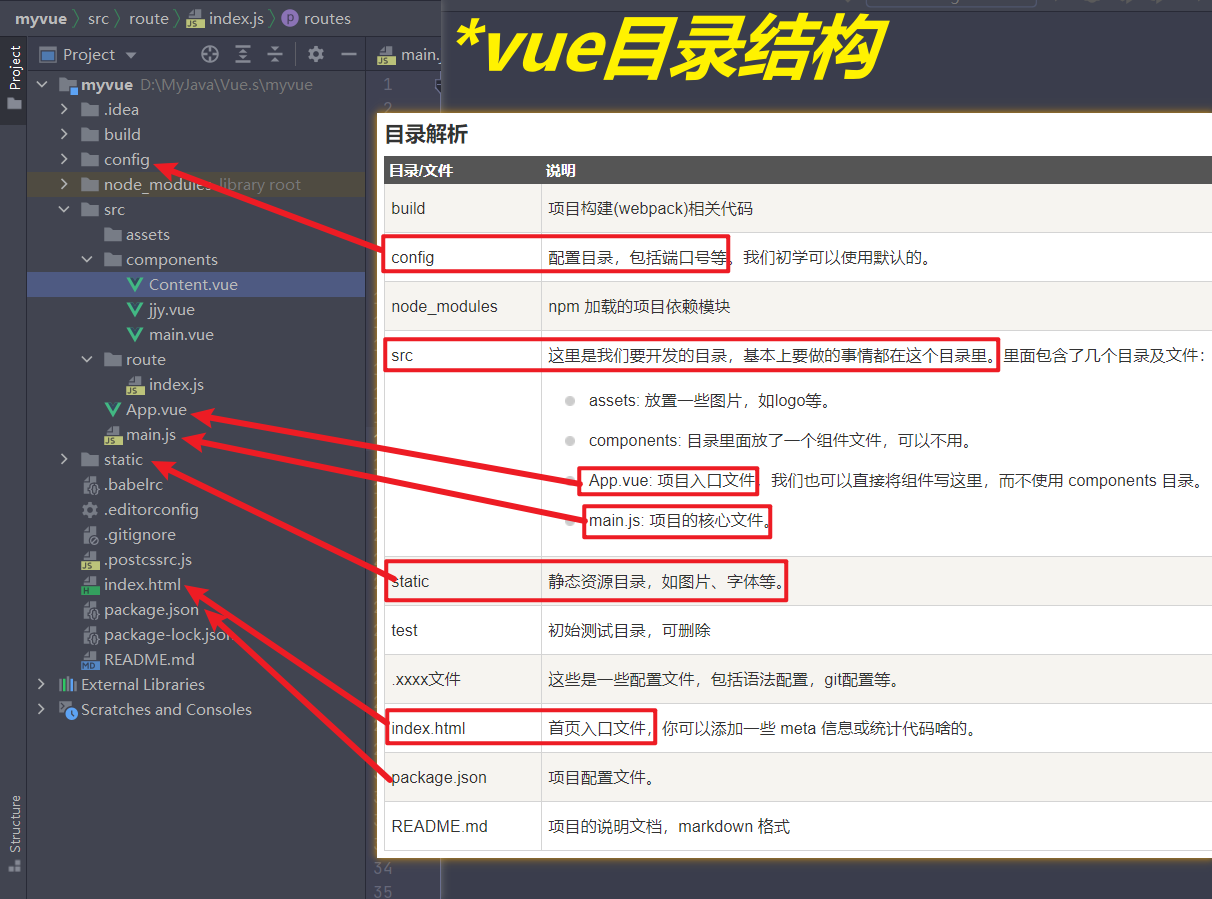 myvue src route index.js routes
*vue目录结构
Project
Project
main.
1
2
myvue D:\MyJava\Vue.s\myvue
.idea
build
config
node_modules library root
src
assets
components
Content.vue
jjy.vue
main.vue
route
index.js
App.vue
main.js
static
.babelrc
.editorconfig
.gitignore
.postcssrc.js
index.html
package.json
package-lock.json
README.md
External Libraries
Scratches and Consoles
Structure
目录解析
目录/文件 说明
build 项目构建(webpack)相关代码
config 配置目录，包括端口号等。我们初学可以使用默认的。
node_modules npm 加载的项目依赖模块
src 这里是我们要开发的目录，基本上要做的事情都在这个目录里。里面包含了几个目录及文件：
assets: 放置一些图片，如logo等。
components: 目录里面放了一个组件文件，可以不用。
App.vue: 项目入口文件，我们也可以直接将组件写这里，而不使用 components 目录。
main.js: 项目的核心文件。
static 静态资源目录，如图片、字体等。
test 初始测试目录，可删除
.xxxx文件 这些是一些配置文件，包括语法配置，git配置等。
index.html 首页入口文件，你可以添加一些 meta 信息或统计代码啥的。
package.json 项目配置文件。
README.md 项目的说明文档，markdown 格式
34
35